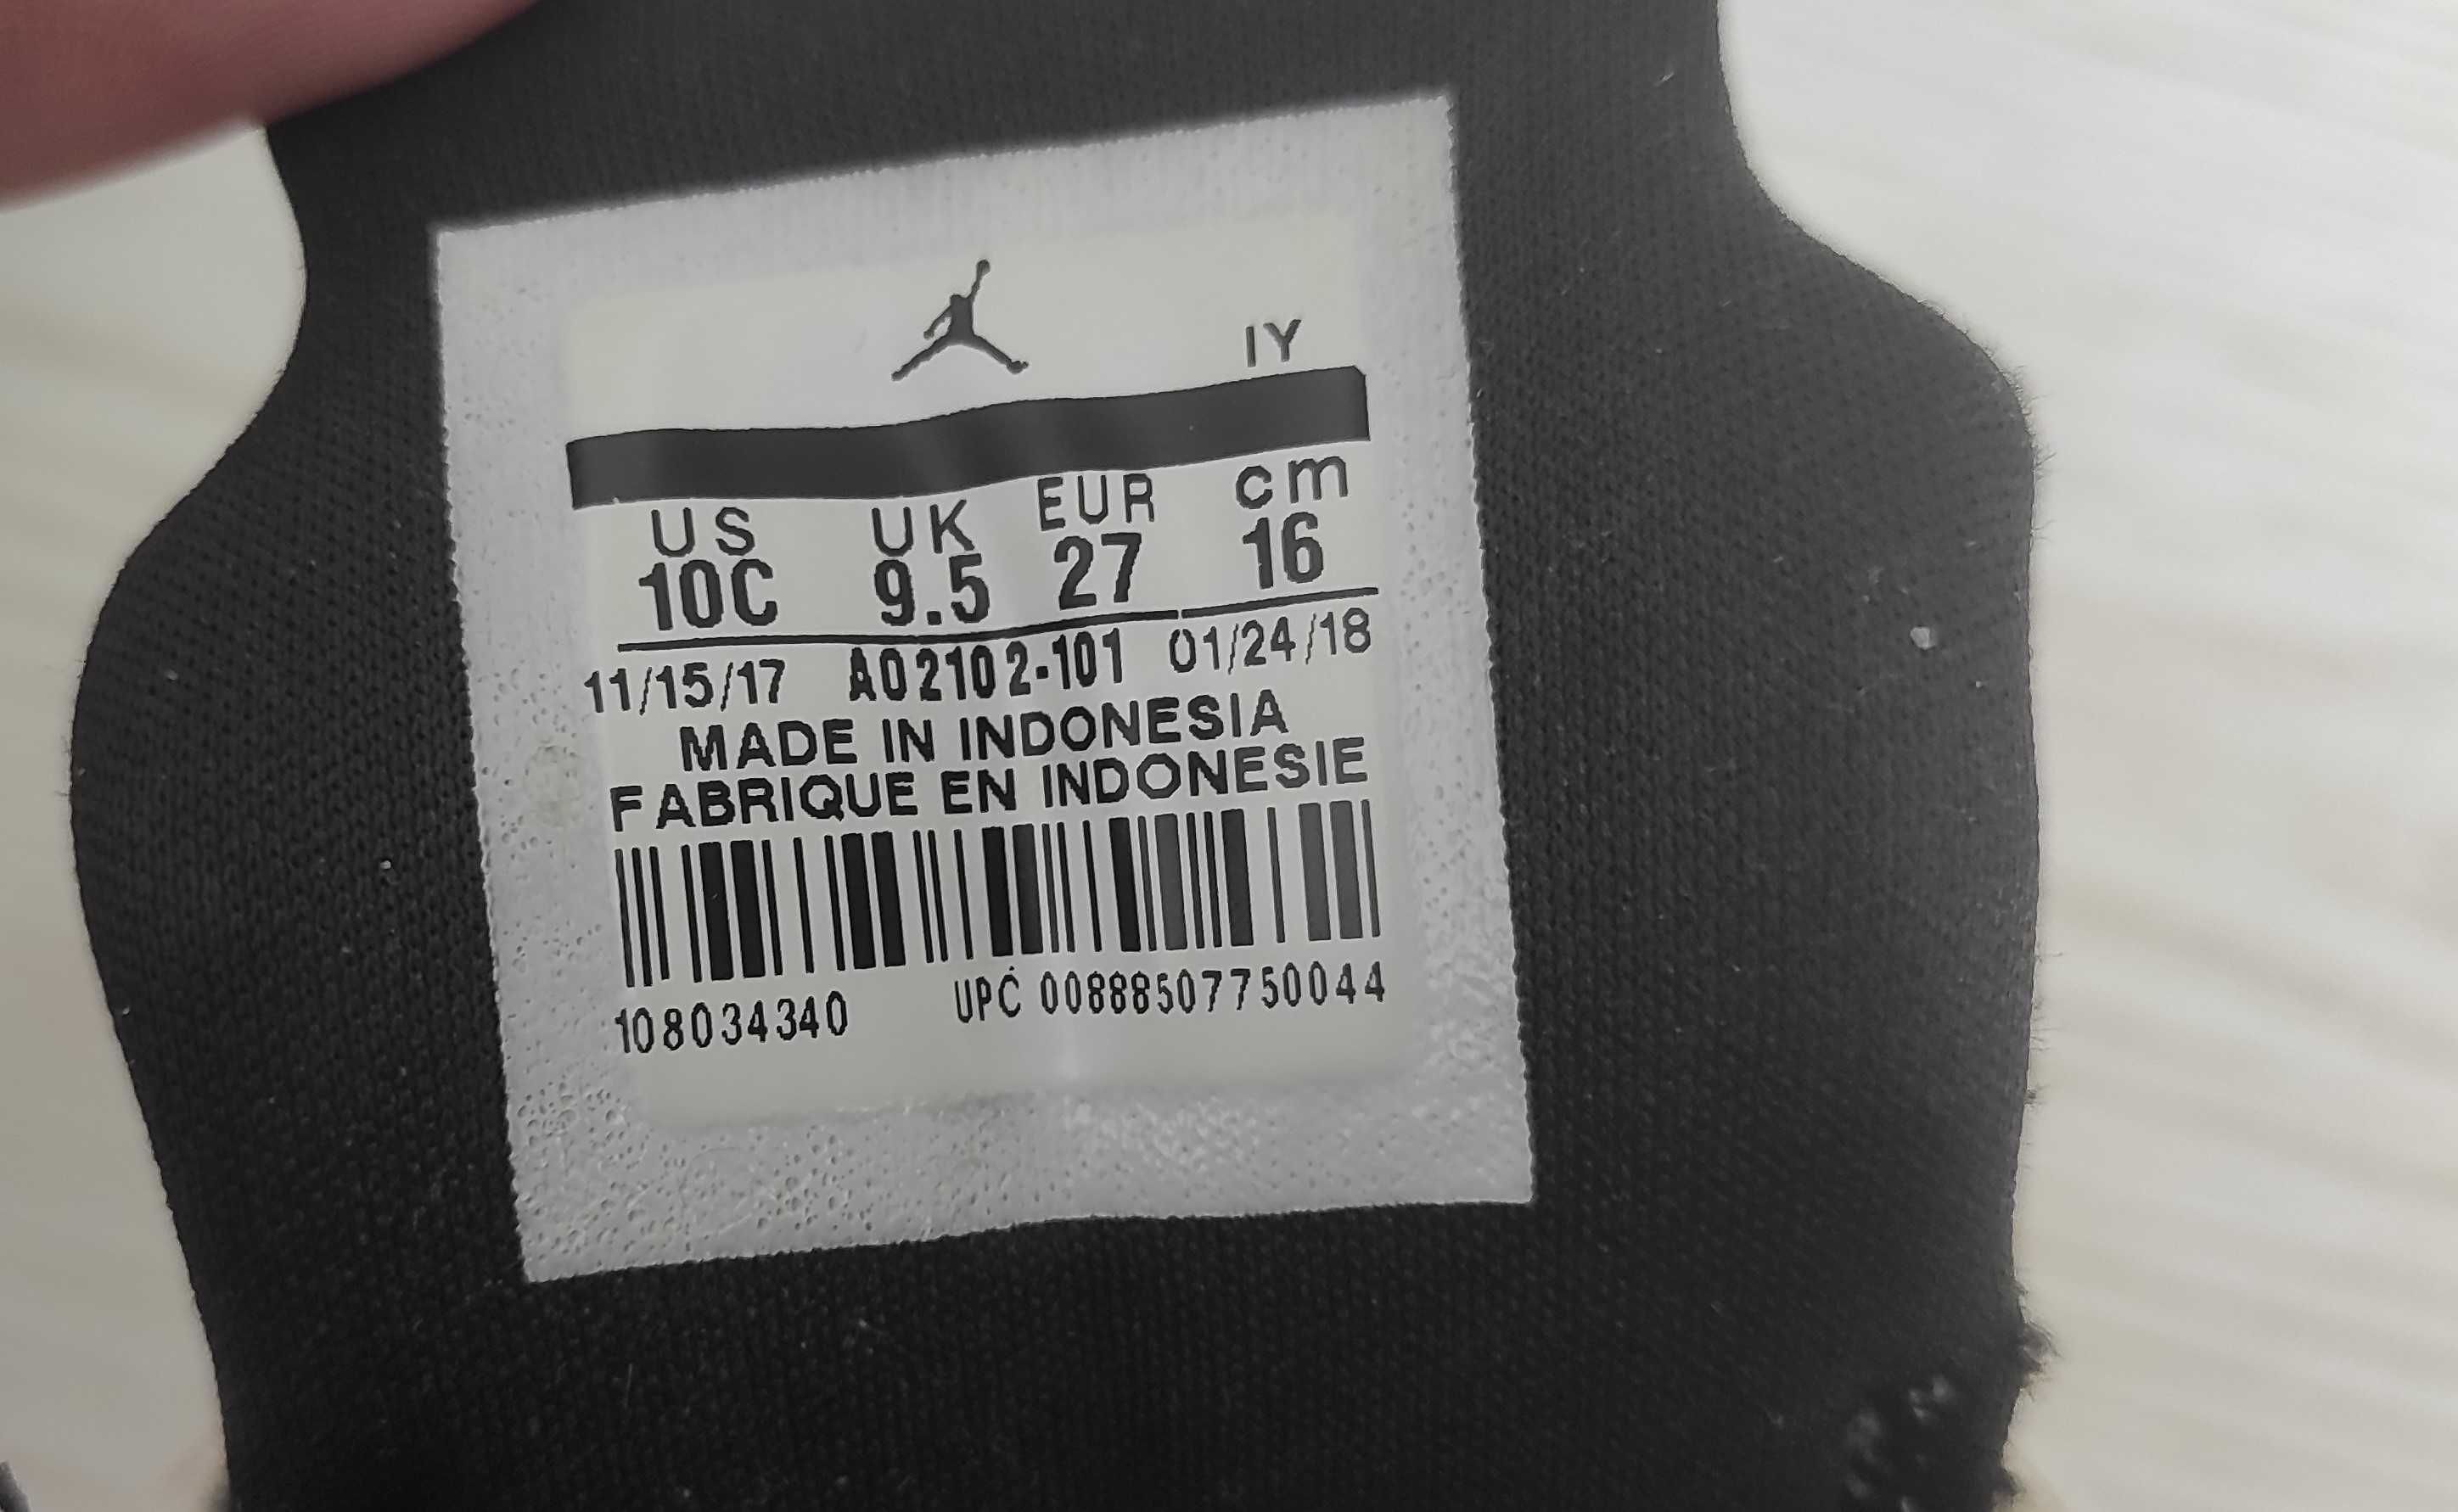 IY
US UK EUR cm
10C 9.5 27 16
11/15/17 AO2102-101 01/24/18
MADE IN INDONESIA
FABRIQUE EN INDONESIE
108034340 UPC 00888507750044